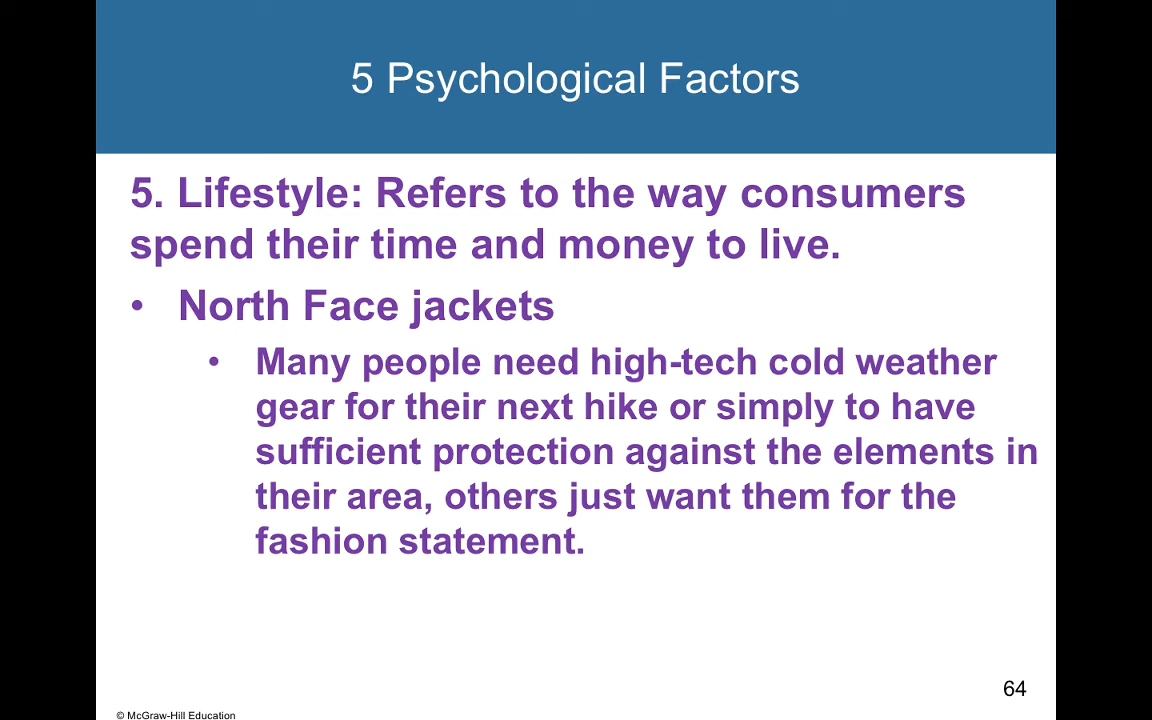 5 Psychological Factors
5. Lifestyle: Refers to the way consumers
spend their time and money to live.
• North Face jackets
• Many people need high-tech cold weather
gear for their next hike or simply to have
sufficient protection against the elements in
their area, others just want them for the
fashion statement.
64
© McGraw-Hill Education